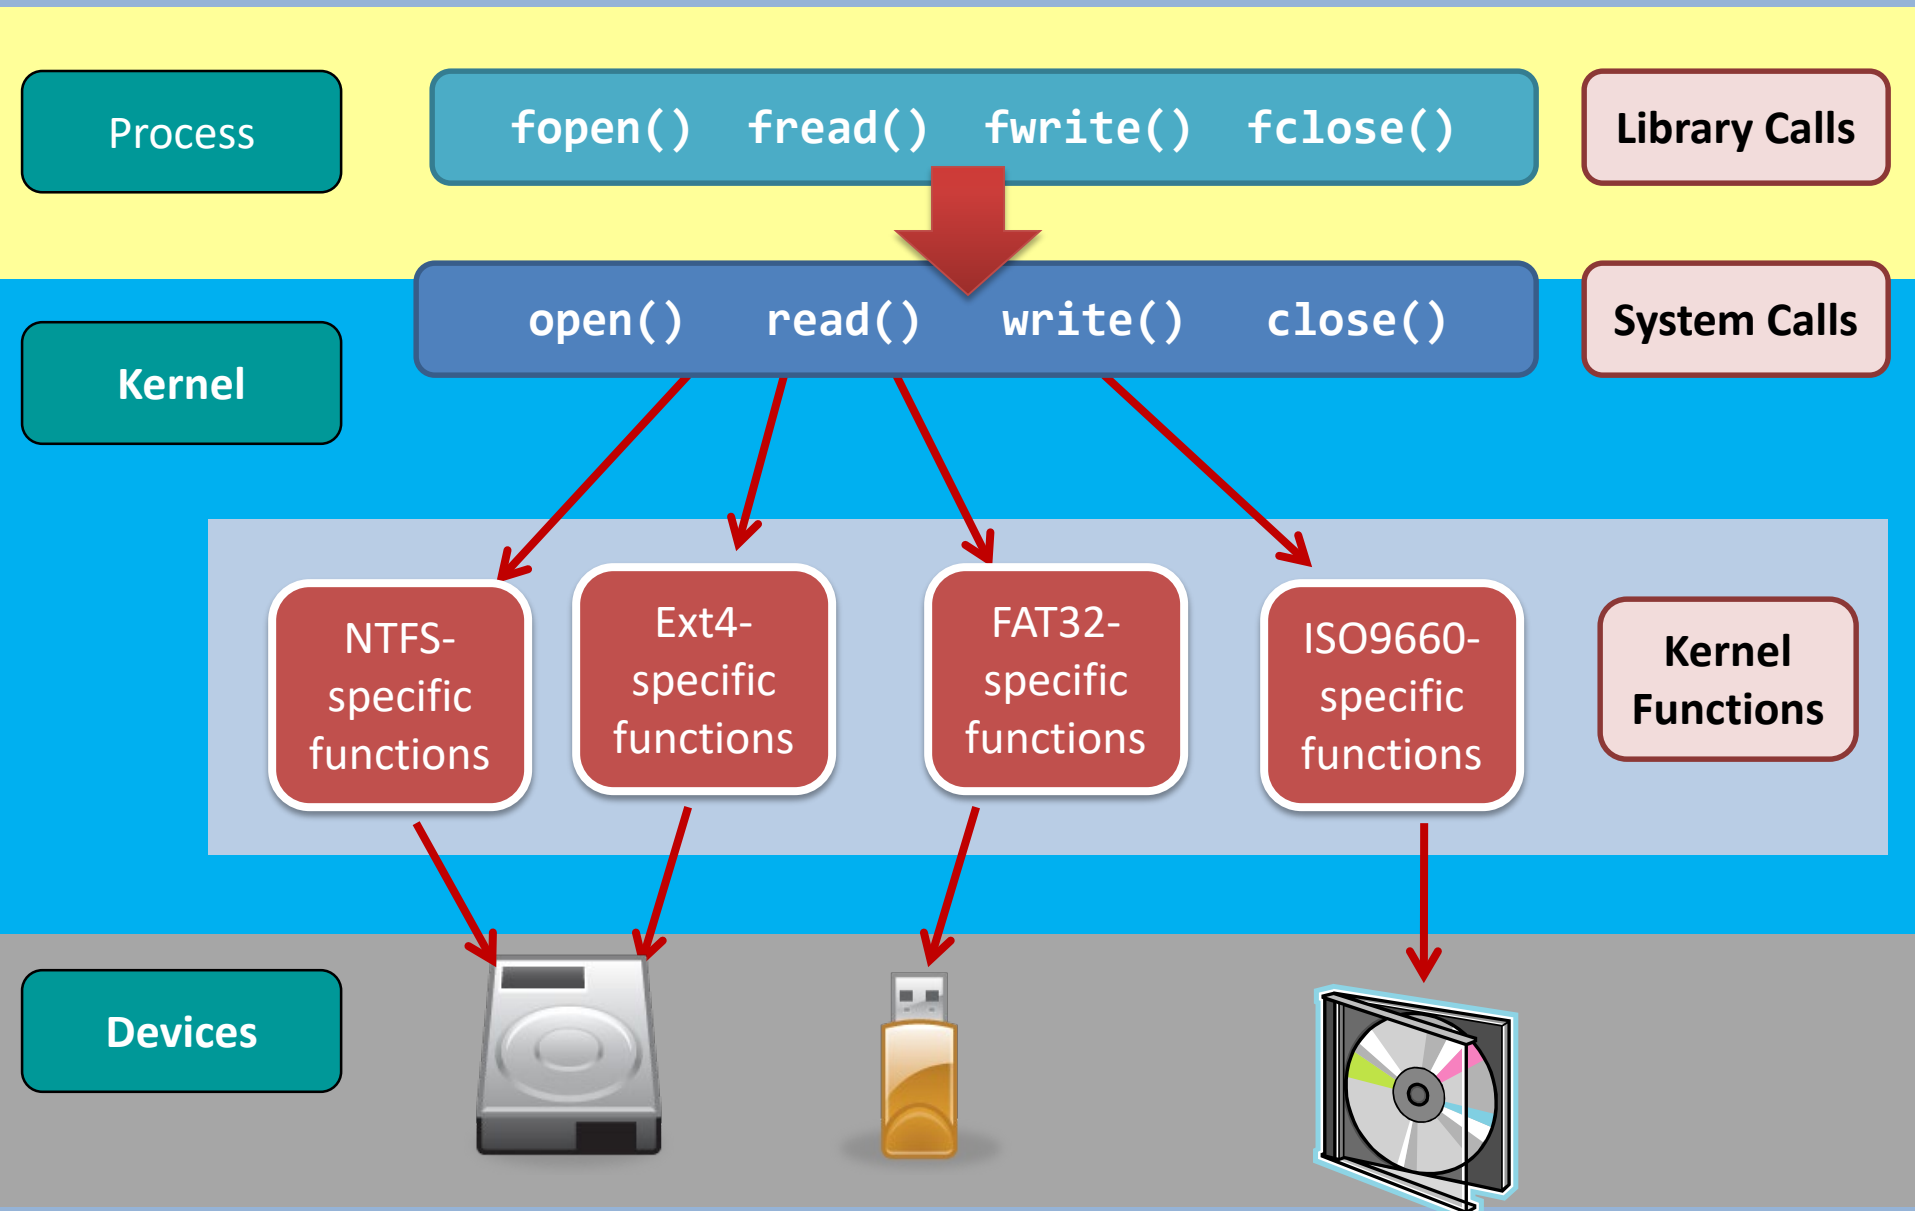 Process
fopen() fread() fwrite() fclose()
Library Calls
open() read() write() close()
System Calls
Kernel
NTFS-
specific
functions
Ext4-
specific
functions
FAT32-
specific
functions
ISO9660-
specific
functions
Kernel
Functions
Devices